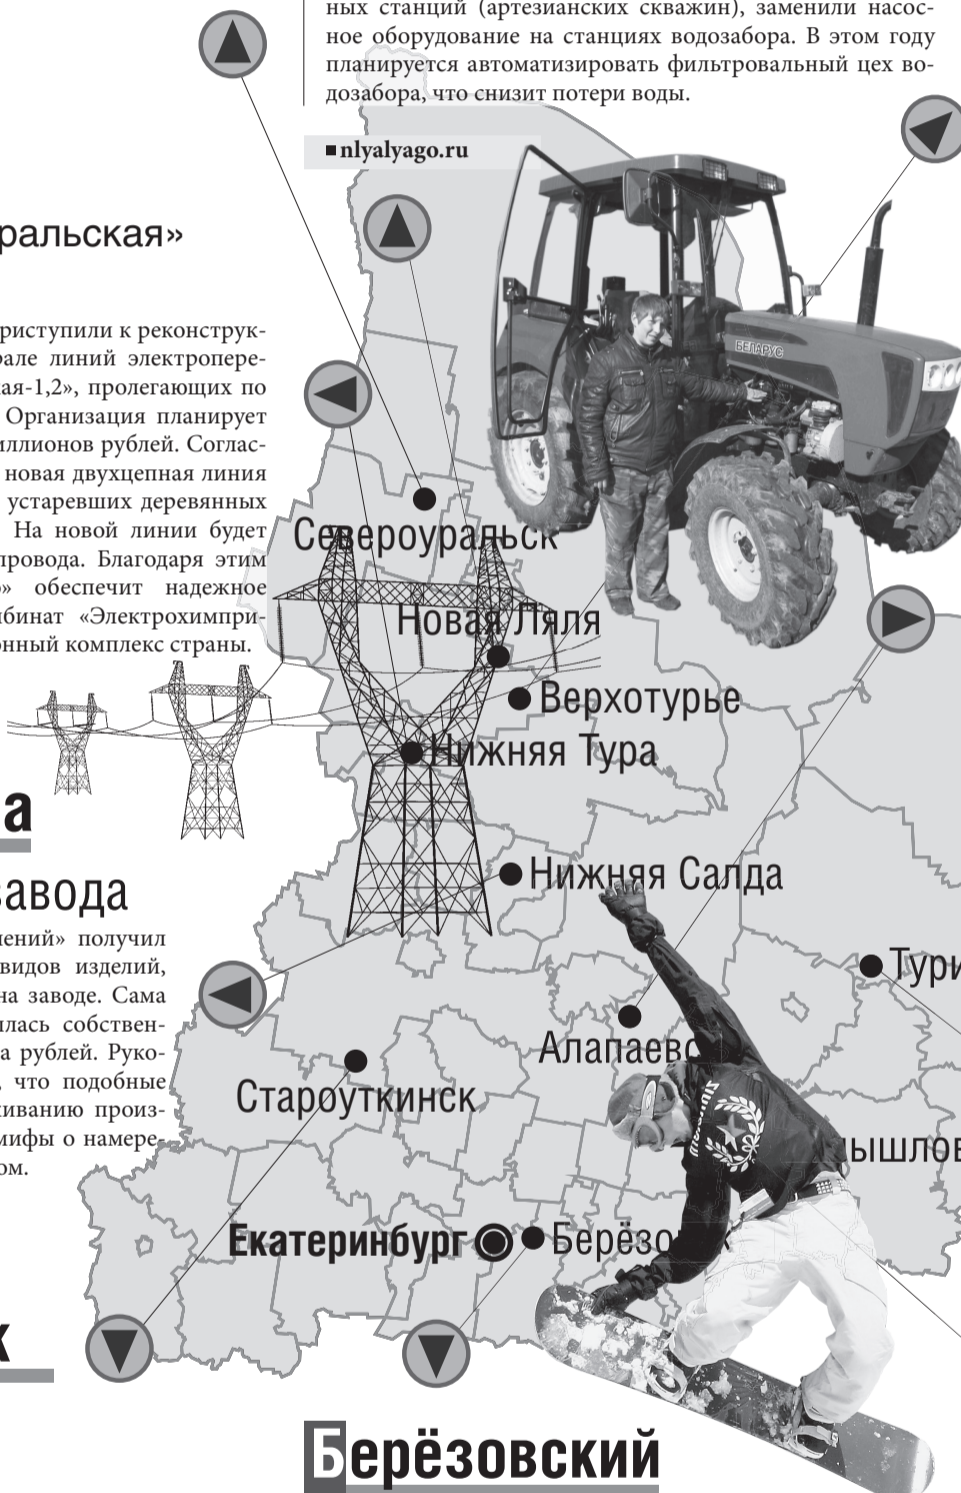 ных станций (артезианских скважин), заменили насос-
ное оборудование на станциях водозабора. В этом году
планируется автоматизировать фильтровальный цех во-
дозабора, что снизит потери воды.
nlyalyago.ru
ральская»
риступили к реконструк-
рале линий электропере-
ая-1,2», пролегающих по
Организация планирует
иллионов рублей. Соглас-
новая двухцепная линия
устаревших деревянных
На новой линии будет
провода. Благодаря этим
» обеспечит надежное
бинат «Электрохимпри-
онный комплекс страны.
а
завода
ений» получил
видов изделий,
на заводе. Сама
лась собствен-
а рублей. Руко-
, что подобные
иванию произ-
мифы о намере-
ом.
к
БЕЛАРУС
Североуральск
Новая Ляля
Верхотурье
Нижняя Тура
Нижняя Салда
Тури
Алапаевс
Староуткинск
ышлов
Екатеринбург
Берёзо
Берёзовский